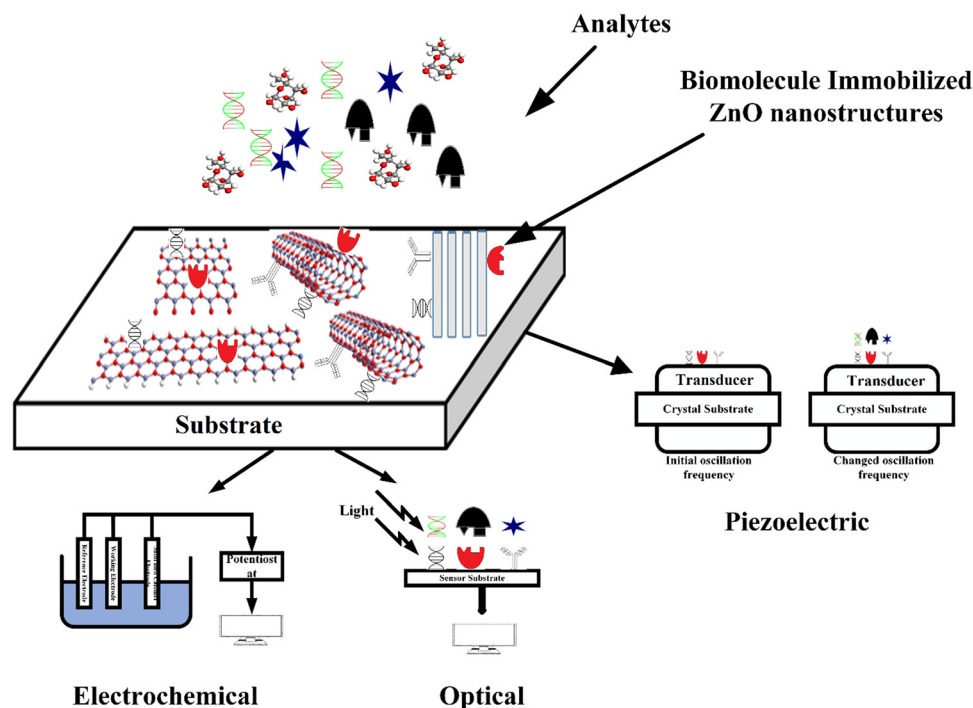 Analytes
Biomolecule Immobilized
ZnO nanostructures
Substrate
Transducer
Crystal Substrate
Initial oscillation
frequency
Transducer
Crystal Substrate
Changed oscillation
frequency
Piezoelectric
Reference Electrode
Working Electrode
Electrode
Potentiost
at
Electrochemical
Light
Sensor Substrate
Optical